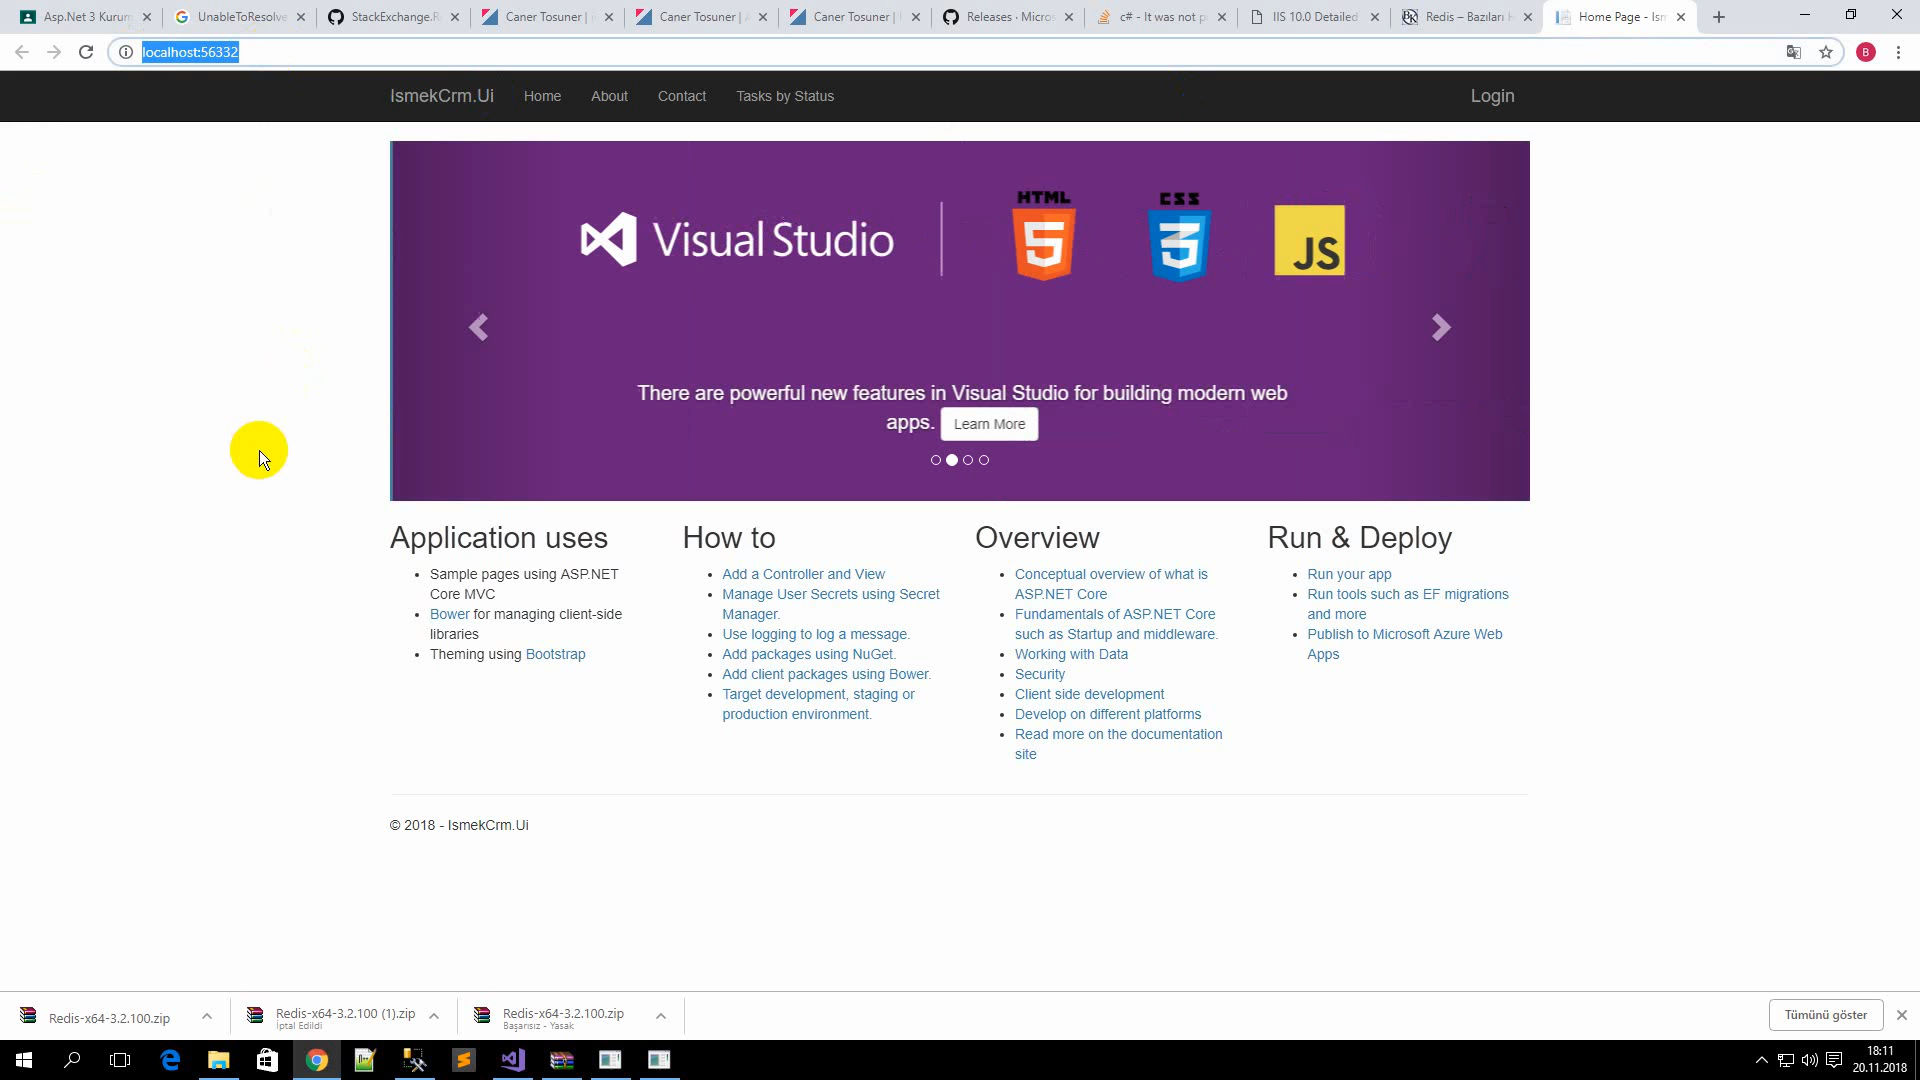 Asp.Net 3 Kurum
UnableToResolve
StackExchange.R
Caner Tosuner |
Caner Tosuner |
Caner Tosuner |
Releases · Micros
c# - It was not p
IIS 10.0 Detailed
Redis – Bazıları H
Home Page - Ism
localhost:56332
B
IsmekCrm.Ui
Home
About
Contact
Tasks by Status
Login
Visual Studio
HTML
5
CSS
3
JS
There are powerful new features in Visual Studio for building modern web
apps. Learn More
Application uses
Sample pages using ASP.NET
Core MVC
Bower for managing client-side
libraries
Theming using Bootstrap
How to
Add a Controller and View
Manage User Secrets using Secret
Manager.
Use logging to log a message.
Add packages using NuGet.
Add client packages using Bower.
Target development, staging or
production environment.
Overview
Conceptual overview of what is
ASP.NET Core
Fundamentals of ASP.NET Core
such as Startup and middleware.
Working with Data
Security
Client side development
Develop on different platforms
Read more on the documentation
site
Run & Deploy
Run your app
Run tools such as EF migrations
and more
Publish to Microsoft Azure Web
Apps
© 2018 - IsmekCrm.Ui
Redis-x64-3.2.100.zip
Redis-x64-3.2.100 (1).zip
İptal Edildi
Redis-x64-3.2.100.zip
Başarısız - Yasak
Tümünü göster
18:11
20.11.2018